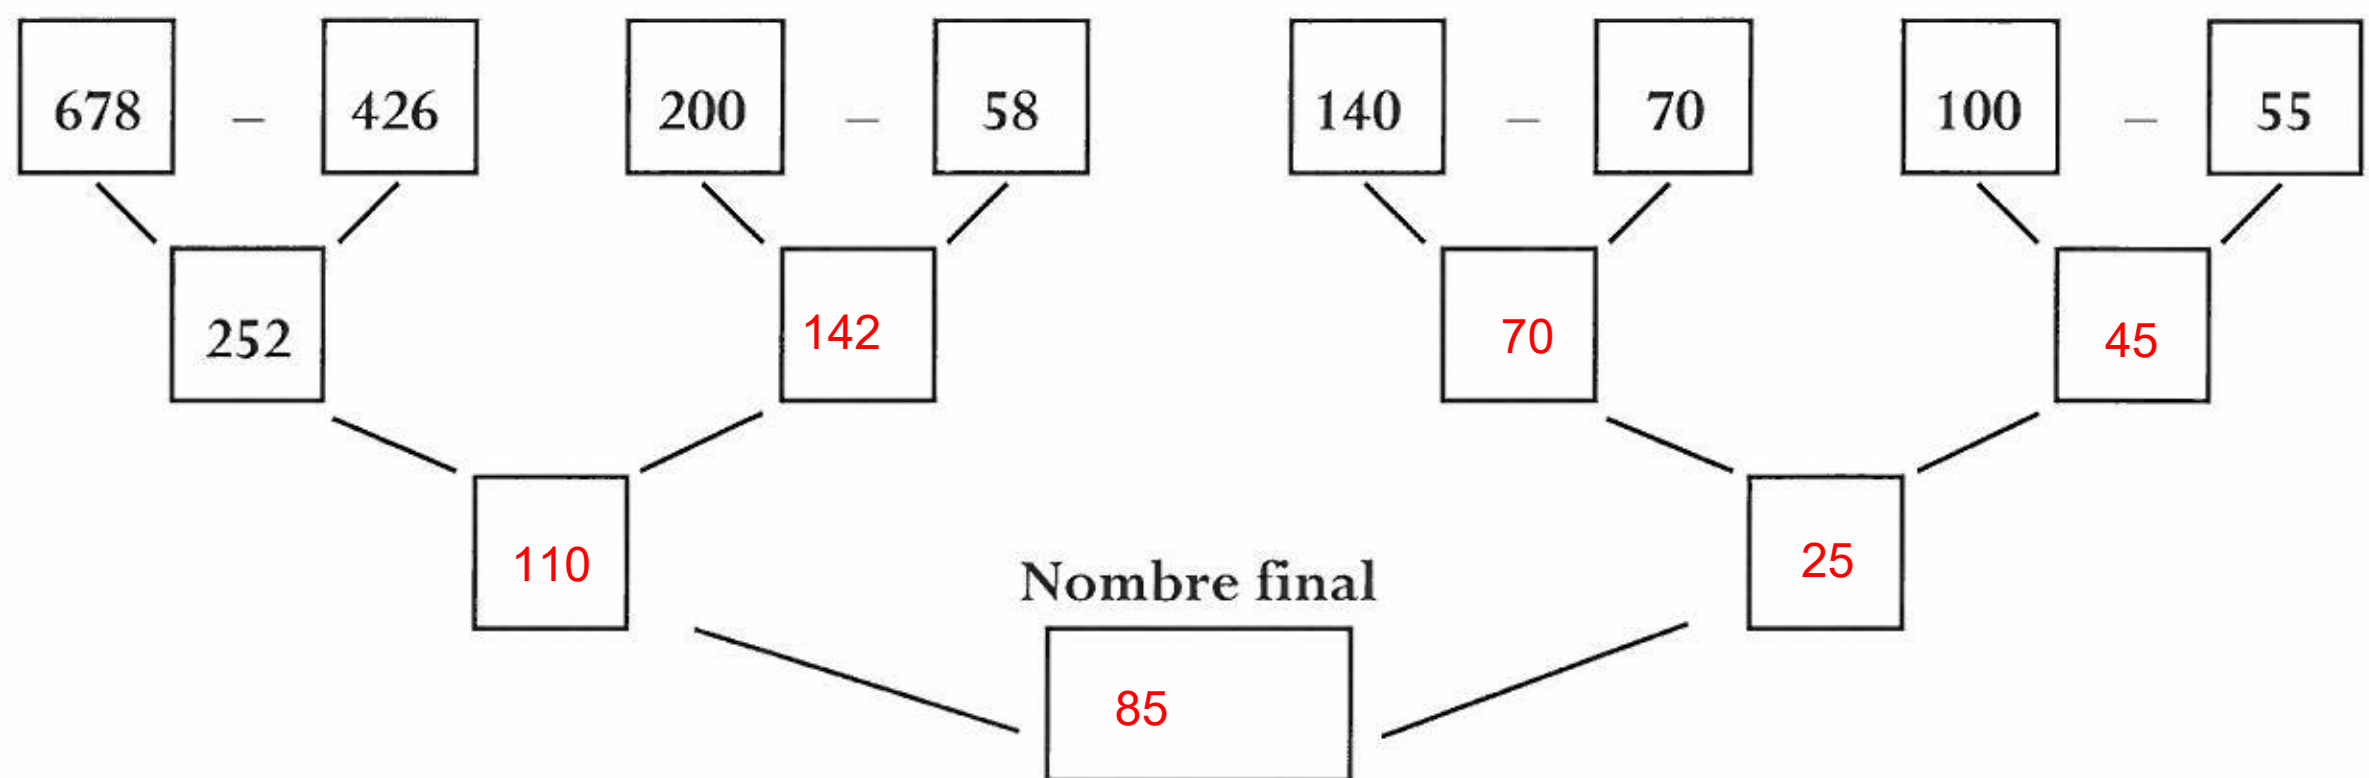 678 – 426 200 – 58 140 – 70 100 – 55
252 142 70 45
110 25
Nombre final
85